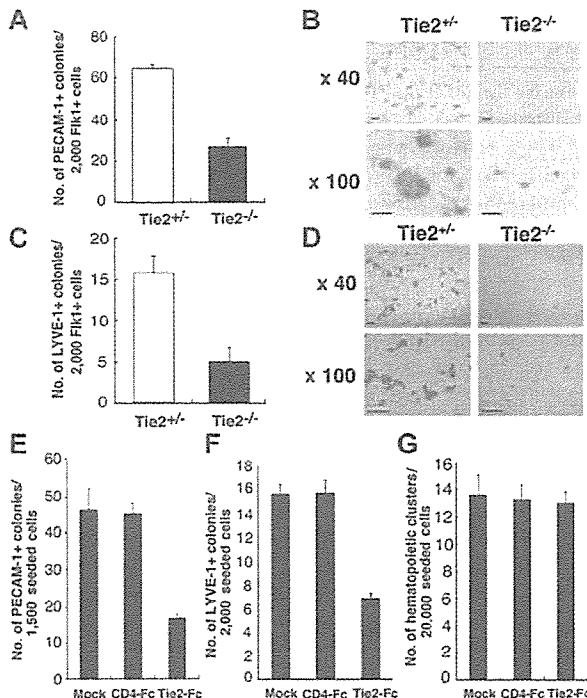 A
No. of PECAM-1+ colonies/
2,000 Flk1+ cells
80
60
40
20
0
Tie2+/-
Tie2-/-
B
Tie2+/-
Tie2-/-
x 40
x 100
C
No. of LYVE-1+ colonies/
2,000 Flk1+ cells
20
15
10
5
0
Tie2+/-
Tie2-/-
D
Tie2+/-
Tie2-/-
x 40
x 100
E
No. of PECAM-1+ colonies/
1,500 seeded cells
60
50
40
30
20
10
0
Mock
CD4-Fc
Tie2-Fc
F
No. of LYVE-1+ colonies/
2,000 seeded cells
18
16
14
12
10
8
6
4
2
0
Mock
CD4-Fc
Tie2-Fc
G
No. of hematopoietic clusters/
20,000 seeded cells
16
14
12
10
8
6
4
2
0
Mock
CD4-Fc
Tie2-Fc